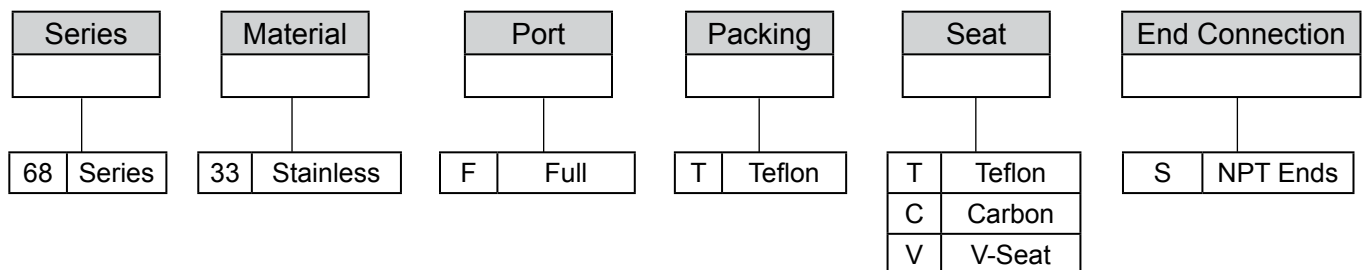 Series Material Port Packing Seat End Connection
68 Series 33 Stainless F Full T Teflon T Teflon S NPT Ends
C Carbon
V V-Seat